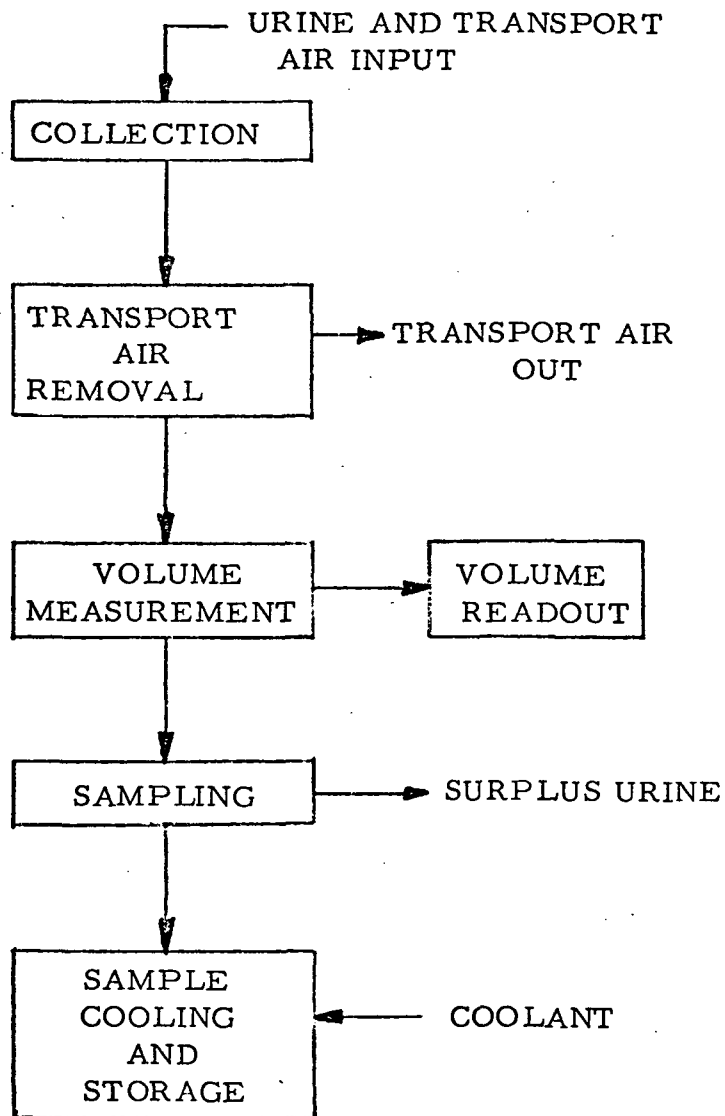 URINE AND TRANSPORT
AIR INPUT
COLLECTION
TRANSPORT
AIR
REMOVAL
TRANSPORT AIR
OUT
VOLUME
MEASUREMENT
VOLUME
READOUT
SAMPLING
SURPLUS URINE
SAMPLE
COOLING
AND
STORAGE
COOLANT